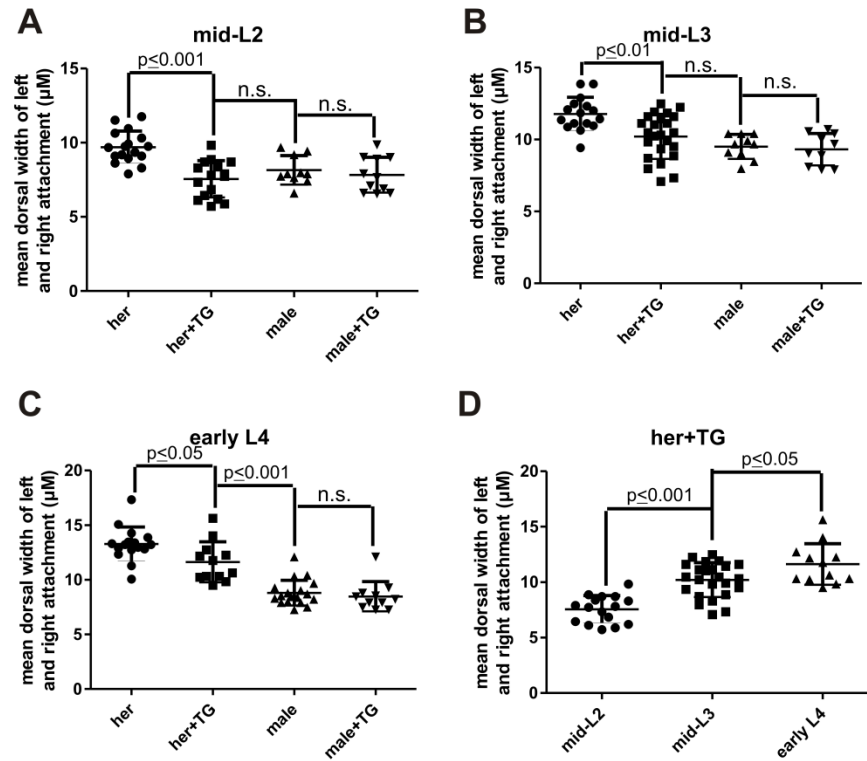 A
mid-L2
p≤0.001
n.s.
n.s.
mean dorsal width of left
and right attachment (µM)
15
10
5
0
her
her+TG
male
male+TG
B
mid-L3
p≤0.01
n.s.
n.s.
mean dorsal width of left
and right attachment (µM)
15
10
5
0
her
her+TG
male
male+TG
C
early L4
p≤0.05
p≤0.001
n.s.
mean dorsal width of left
and right attachment (µM)
20
15
10
5
0
her
her+TG
male
male+TG
D
her+TG
p≤0.05
p≤0.001
mean dorsal width of left
and right attachment (µM)
20
15
10
5
0
mid-L2
mid-L3
early L4